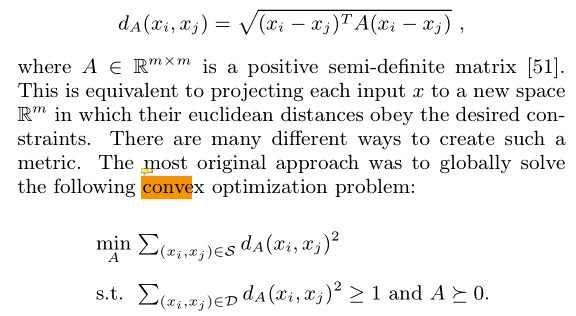 d_A(x_i, x_j) = √(x_i − x_j)^T A(x_i − x_j) ,
where A ∈ ℝ^{m×m} is a positive semi-definite matrix [51].
This is equivalent to projecting each input x to a new space
ℝ^m in which their euclidean distances obey the desired con-
straints. There are many different ways to create such a
metric. The most original approach was to globally solve
the following convex optimization problem:
min_A ∑_{(x_i,x_j)∈𝒮} d_A(x_i, x_j)^2
s.t. ∑_{(x_i,x_j)∈𝒟} d_A(x_i, x_j)^2 ≥ 1 and A ⪰ 0.